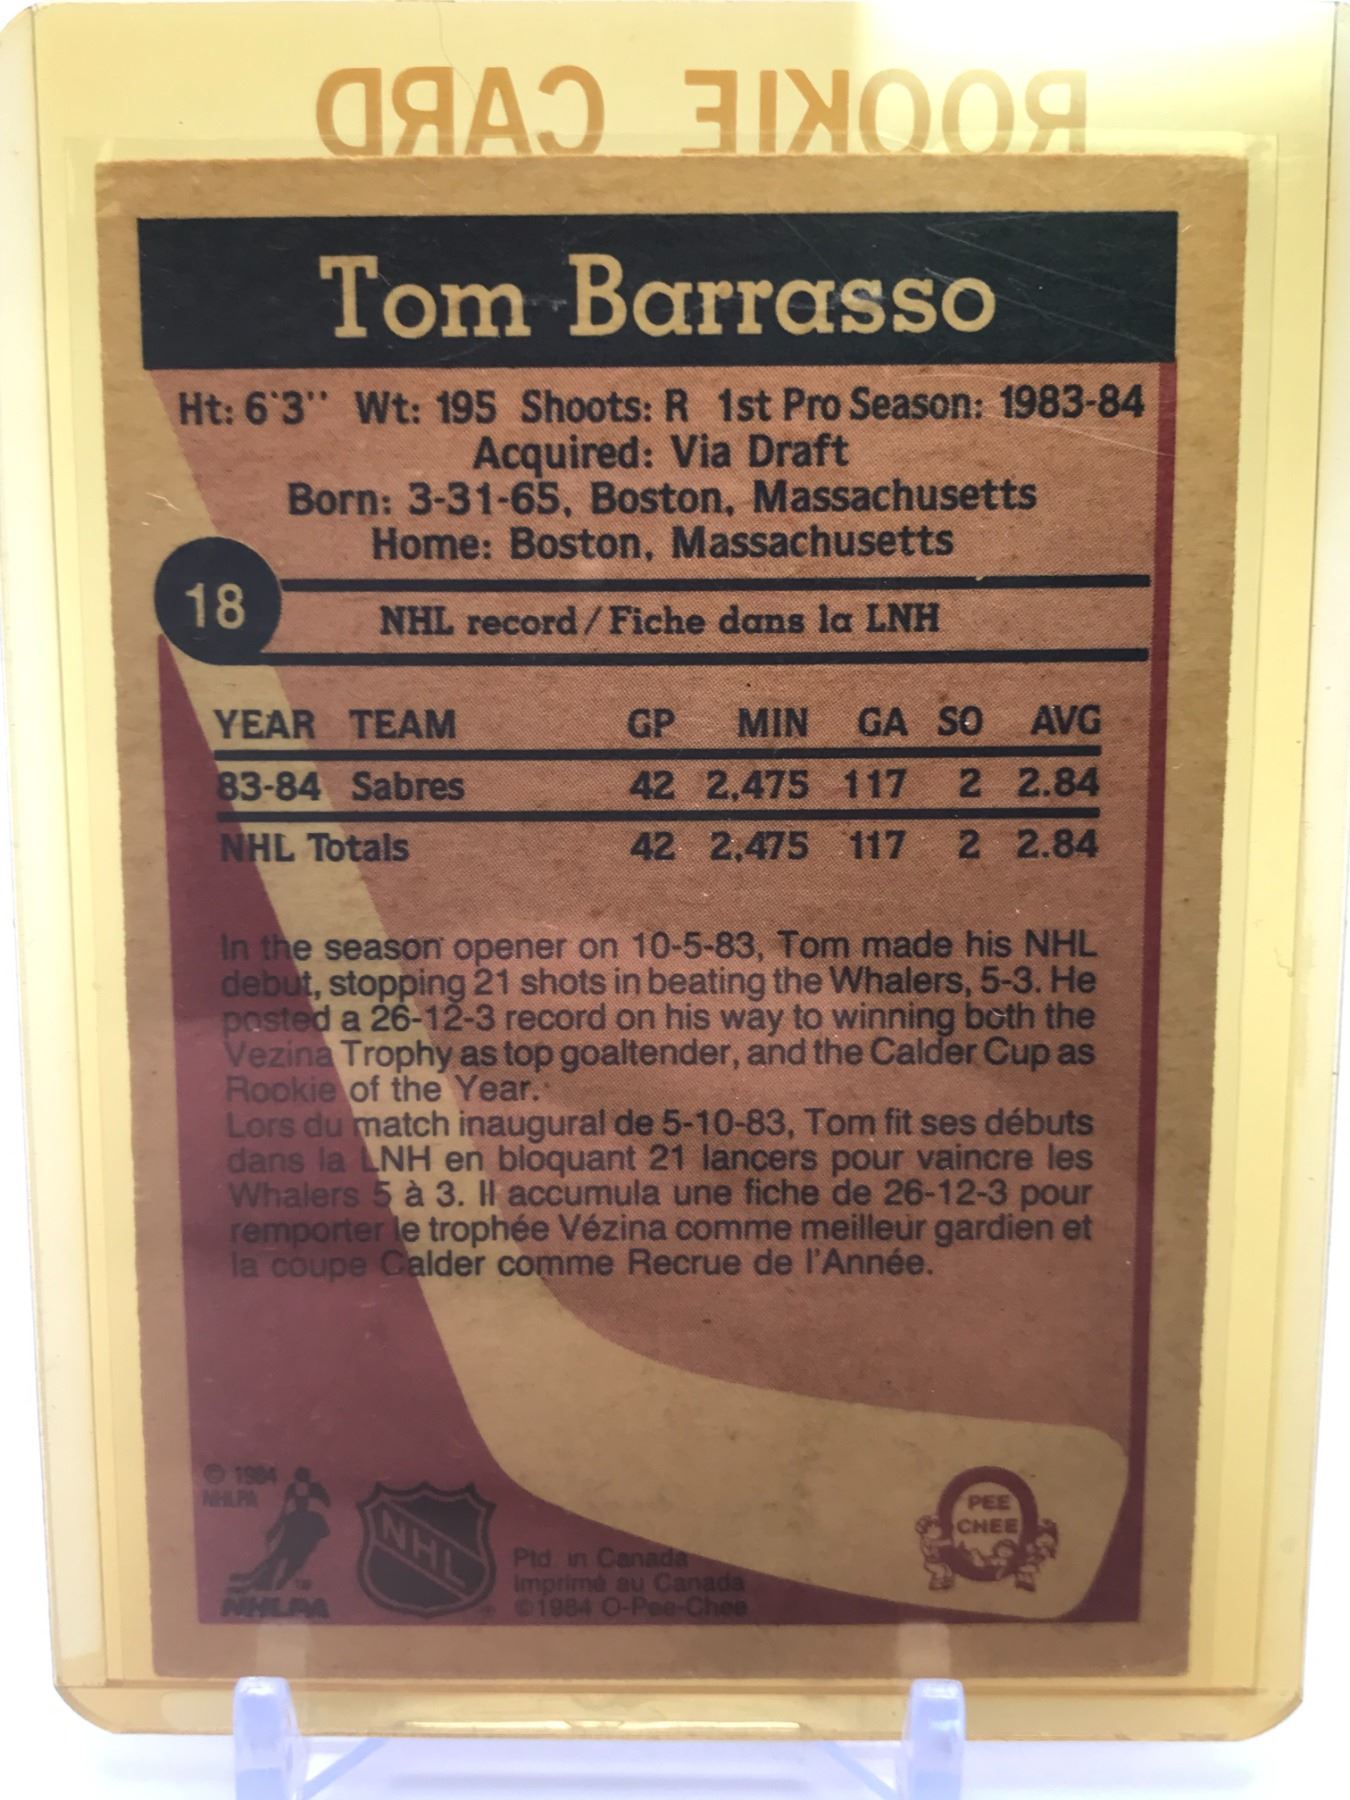 ROOKIE CARD
Tom Barrasso
Ht: 6'3'' Wt: 195 Shoots: R 1st Pro Season: 1983-84
Acquired: Via Draft
Born: 3-31-65, Boston, Massachusetts
Home: Boston, Massachusetts
18
NHL record/Fiche dans la LNH
YEAR TEAM GP MIN GA SO AVG
83-84 Sabres 42 2,475 117 2 2.84
NHL Totals 42 2,475 117 2 2.84
In the season opener on 10-5-83, Tom made his NHL
debut, stopping 21 shots in beating the Whalers, 5-3. He
posted a 26-12-3 record on his way to winning both the
Vezina Trophy as top goaltender, and the Calder Cup as
Rookie of the Year.
Lors du match inaugural de 5-10-83, Tom fit ses débuts
dans la LNH en bloquant 21 lancers pour vaincre les
Whalers 5 à 3. Il accumula une fiche de 26-12-3 pour
remporter le trophée Vézina comme meilleur gardien et
la coupe Calder comme Recrue de l'Année.
© 1984
NHLPA
NHLPA
TM
NHL
Ptd. in Canada
Imprimé au Canada
©1984 O-Pee-Chee
PEE
CHEE